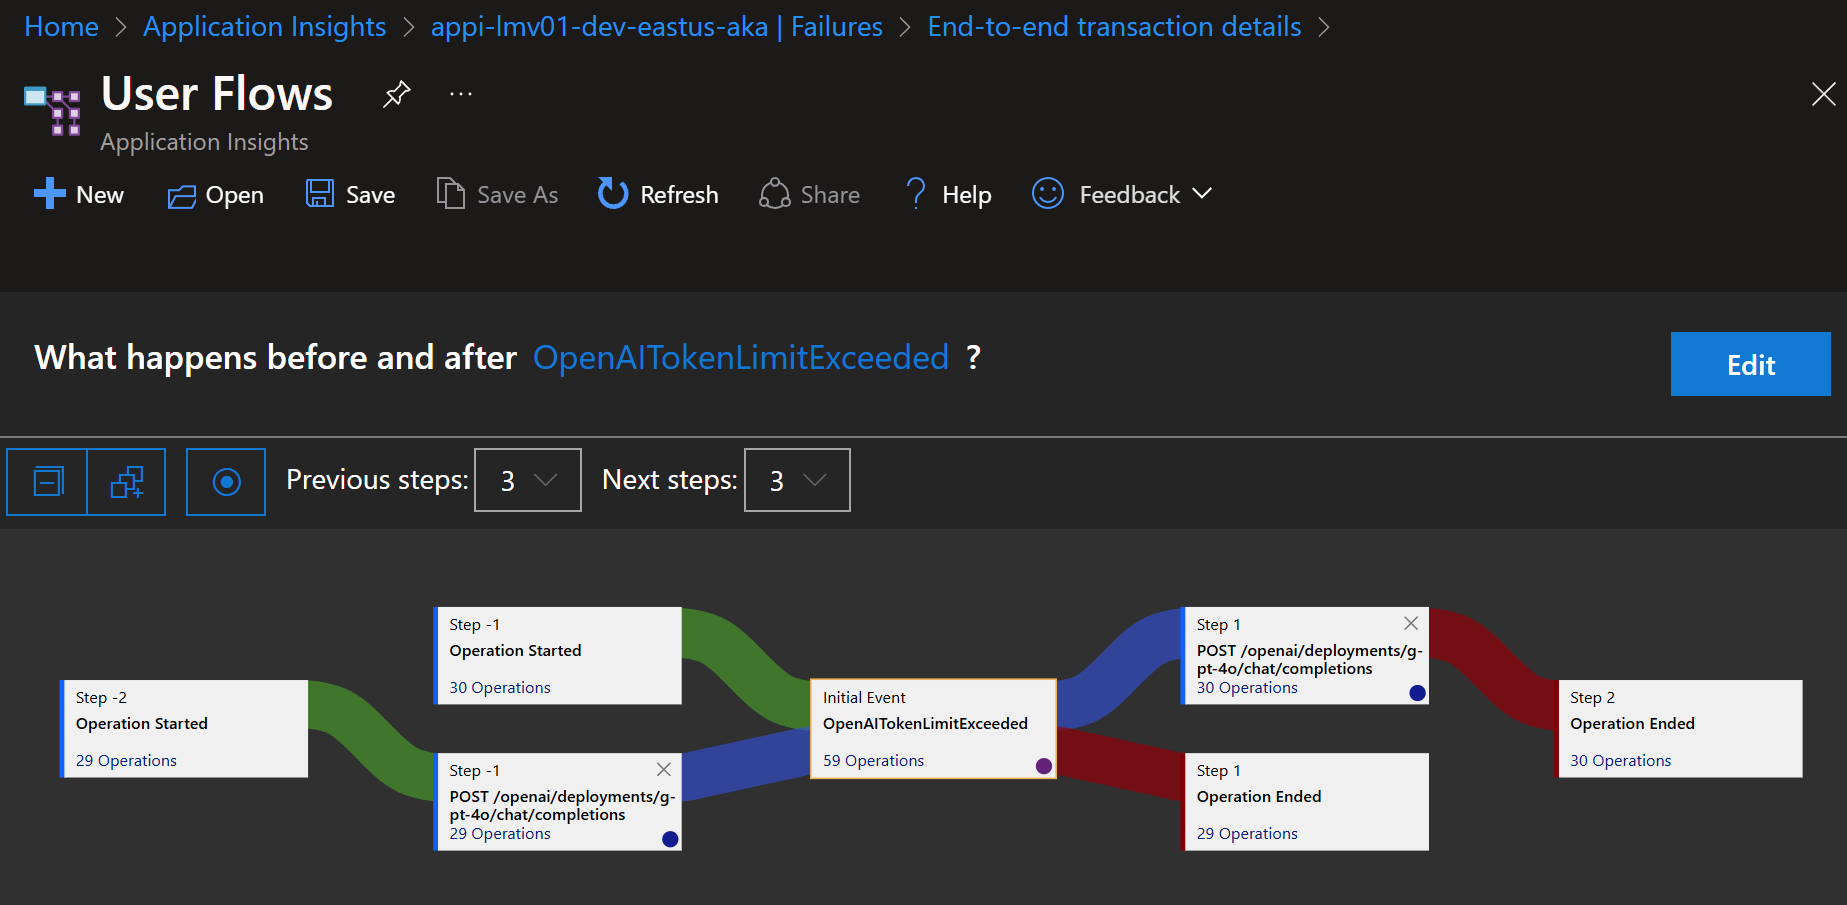 Home > Application Insights > appi-lmv01-dev-eastus-aka | Failures > End-to-end transaction details >
User Flows ...
Application Insights
New Open Save Save As Refresh Share ? Help Feedback
What happens before and after OpenAITokenLimitExceeded ?
Edit
Previous steps: 3 Next steps: 3
Step -2
Operation Started
29 Operations
Step -1
Operation Started
30 Operations
Step -1
POST /openai/deployments/g-
pt-4o/chat/completions
29 Operations
Initial Event
OpenAITokenLimitExceeded
59 Operations
Step 1
POST /openai/deployments/g-
pt-4o/chat/completions
30 Operations
Step 1
Operation Ended
29 Operations
Step 2
Operation Ended
30 Operations